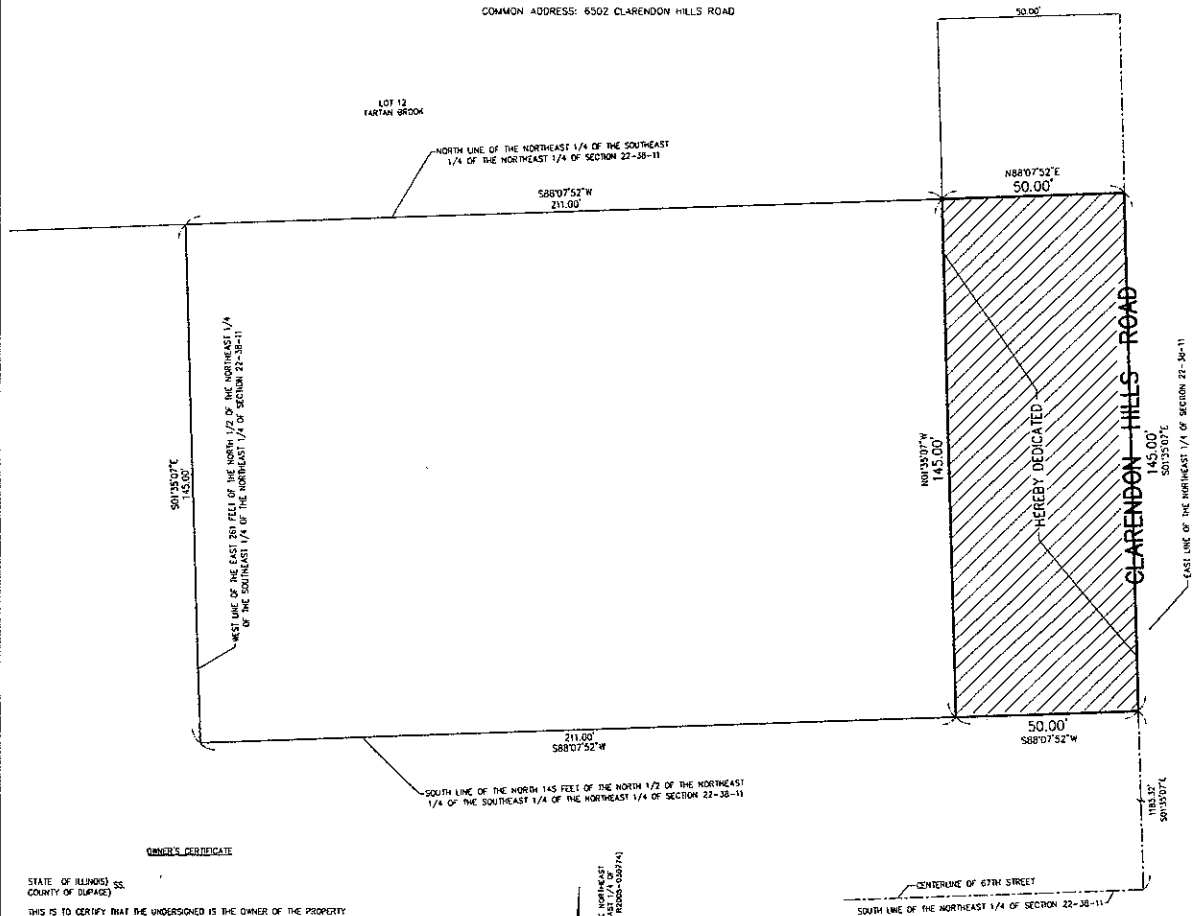 COMMON ADDRESS: 6502 CLARENDON HILLS ROAD
50.00'
LOT 12
TARTAN BROOK
NORTH LINE OF THE NORTHEAST 1/4 OF THE SOUTHEAST
1/4 OF THE NORTHEAST 1/4 OF SECTION 22-38-11
S88°07'52"W
211.00'
N88°07'52"E
50.00'
S01°35'07"E
145.00'
WEST LINE OF THE EAST 261 FEET OF THE NORTH 1/2 OF THE NORTHEAST 1/4
OF THE SOUTHEAST 1/4 OF THE NORTHEAST 1/4 OF SECTION 22-38-11
N01°35'07"W
145.00'
HEREBY DEDICATED
CLARENDON HILLS ROAD
145.00'
S01°35'07"E
EAST LINE OF THE NORTHEAST 1/4 OF SECTION 22-38-11
211.00'
S88°07'52"W
50.00'
S88°07'52"W
SOUTH LINE OF THE NORTH 145 FEET OF THE NORTH 1/2 OF THE NORTHEAST
1/4 OF THE SOUTHEAST 1/4 OF THE NORTHEAST 1/4 OF SECTION 22-38-11
1183.32'
S01°35'07"E
OWNER'S CERTIFICATE
STATE OF ILLINOIS) SS.
COUNTY OF DUPAGE)
THIS IS TO CERTIFY THAT THE UNDERSIGNED IS THE OWNER OF THE PROPERTY
NORTHEAST
EAST 1/4 OF
CENTERLINE OF 67TH STREET
SOUTH LINE OF THE NORTHEAST 1/4 OF SECTION 22-38-11